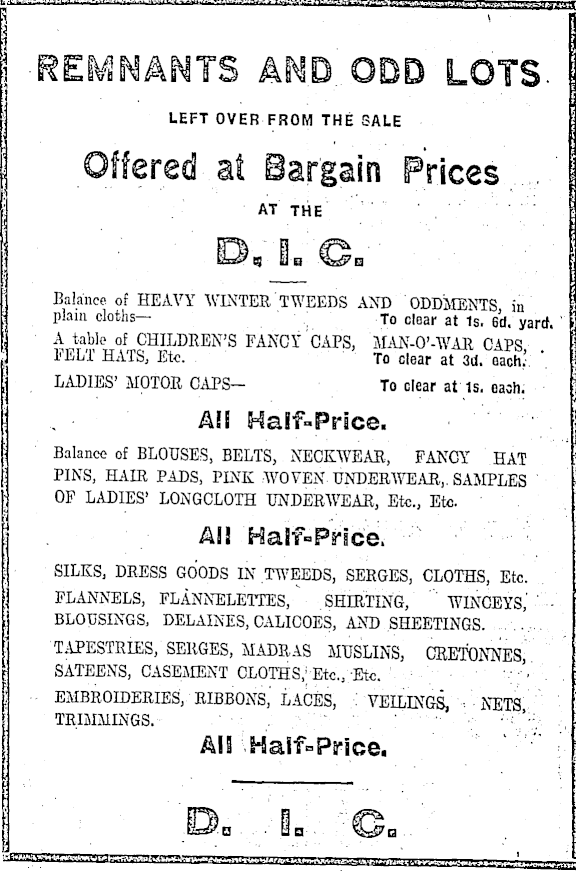 REMNANTS AND ODD LOTS
LEFT OVER FROM THE SALE
Offered at Bargain Prices
AT THE
D. I. C.
Balance of HEAVY WINTER TWEEDS AND ODDMENTS, in
plain cloths— To clear at 1s. 6d. yard.
A table of CHILDREN'S FANCY CAPS, MAN-O'-WAR CAPS,
FELT HATS, Etc. To clear at 3d. each.
LADIES' MOTOR CAPS— To clear at 1s. each.
All Half-Price.
Balance of BLOUSES, BELTS, NECKWEAR, FANCY HAT
PINS, HAIR PADS, PINK WOVEN UNDERWEAR, SAMPLES
OF LADIES' LONGCLOTH UNDERWEAR, Etc., Etc.
All Half-Price.
SILKS, DRESS GOODS IN TWEEDS, SERGES, CLOTHS, Etc.
FLANNELS, FLANNELETTES, SHIRTING, WINCEYS,
BLOUSINGS, DELAINES, CALICOES, AND SHEETINGS.
TAPESTRIES, SERGES, MADRAS MUSLINS, CRETONNES,
SATEENS, CASEMENT CLOTHS, Etc., Etc.
EMBROIDERIES, RIBBONS, LACES, VEILINGS, NETS,
TRIMMINGS.
All Half-Price.
D. I. C.